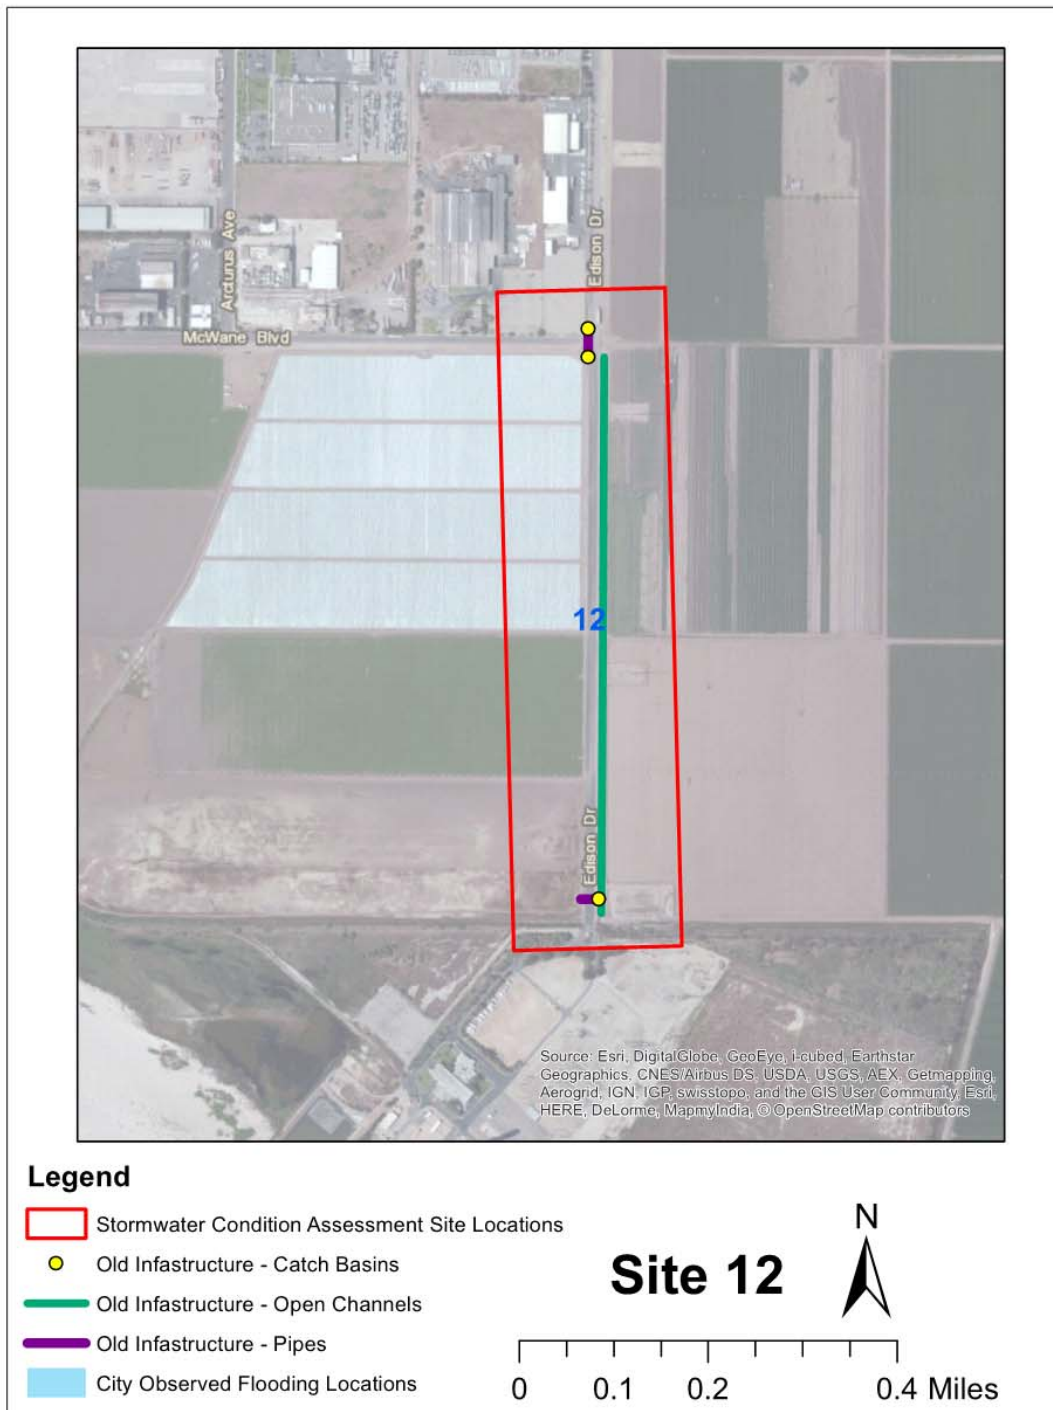 Edison Dr
Arcturus Ave
McWane Blvd
12
Edison Dr
Source: Esri, DigitalGlobe, GeoEye, i-cubed, Earthstar
Geographics, CNES/Airbus DS, USDA, USGS, AEX, Getmapping,
Aerogrid, IGN, IGP, swisstopo, and the GIS User Community, Esri,
HERE, DeLorme, MapmyIndia, © OpenStreetMap contributors
Legend
Stormwater Condition Assessment Site Locations
Old Infastructure - Catch Basins
Old Infastructure - Open Channels
Old Infastructure - Pipes
City Observed Flooding Locations
Site 12
N
0 0.1 0.2 0.4 Miles